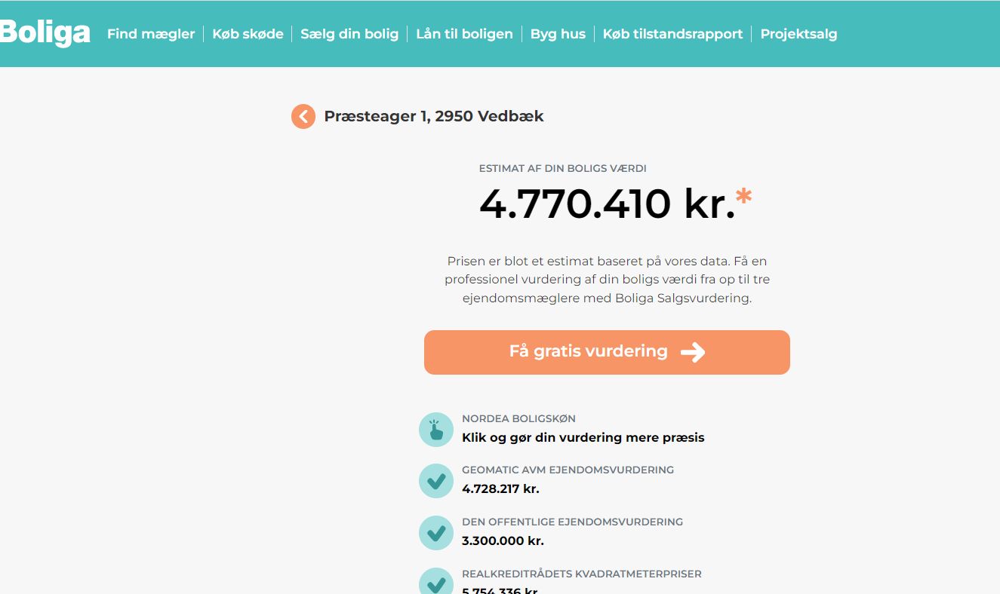 Boliga Find mægler Køb skøde Sælg din bolig Lån til boligen Byg hus Køb tilstandsrapport Projektsalg
Præsteager 1, 2950 Vedbæk
ESTIMAT AF DIN BOLIGS VÆRDI
4.770.410 kr.*
Prisen er blot et estimat baseret på vores data. Få en
professionel vurdering af din boligs værdi fra op til tre
ejendomsmæglere med Boliga Salgsvurdering.
Få gratis vurdering
NORDEA BOLIGSKØN
Klik og gør din vurdering mere præsis
GEOMATIC AVM EJENDOMSVURDERING
4.728.217 kr.
DEN OFFENTLIGE EJENDOMSVURDERING
3.300.000 kr.
REALKREDITRÅDETS KVADRATMETERPRISER
5.754.336 kr.